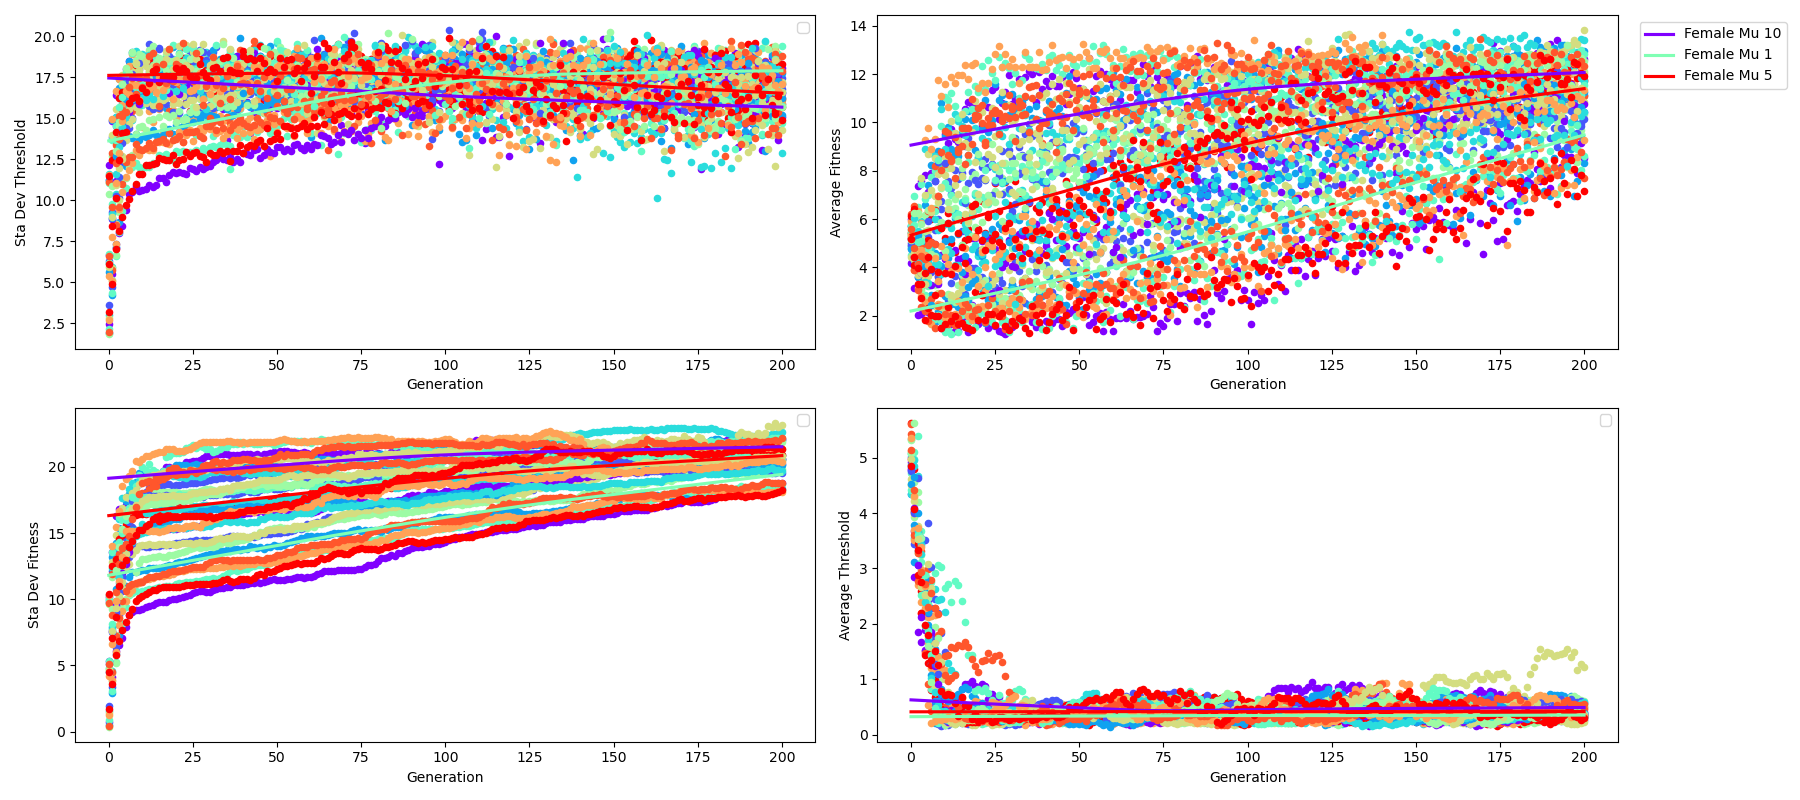 Sta Dev Threshold
20.0
17.5
15.0
12.5
10.0
7.5
5.0
2.5
0 25 50 75 100 125 150 175 200
Generation
Average Fitness
14
12
10
8
6
4
2
0 25 50 75 100 125 150 175 200
Generation
Female Mu 10
Female Mu 1
Female Mu 5
Sta Dev Fitness
20
15
10
5
0
0 25 50 75 100 125 150 175 200
Generation
Average Threshold
5
4
3
2
1
0
0 25 50 75 100 125 150 175 200
Generation